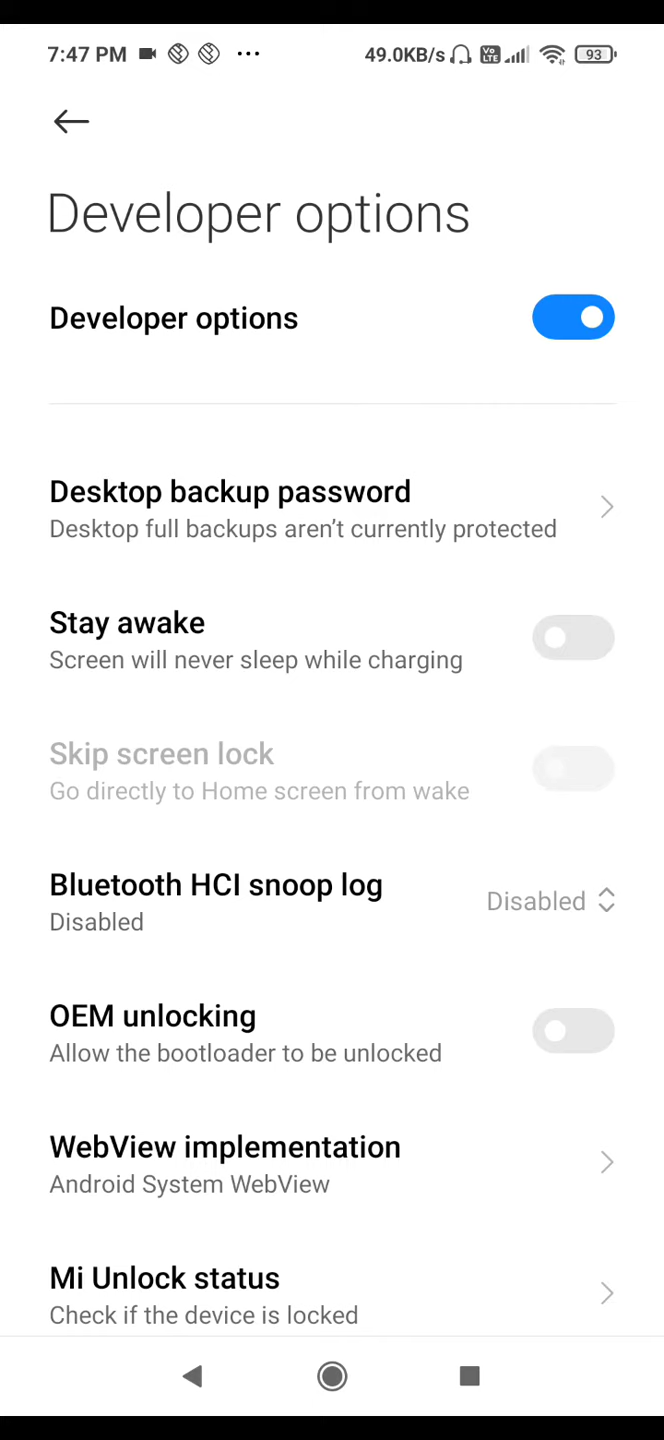 7:47 PM ... 49.0KB/s Vo LTE 93
Developer options
Developer options
Desktop backup password
Desktop full backups aren't currently protected
Stay awake
Screen will never sleep while charging
Skip screen lock
Go directly to Home screen from wake
Bluetooth HCI snoop log
Disabled
Disabled
OEM unlocking
Allow the bootloader to be unlocked
WebView implementation
Android System WebView
Mi Unlock status
Check if the device is locked